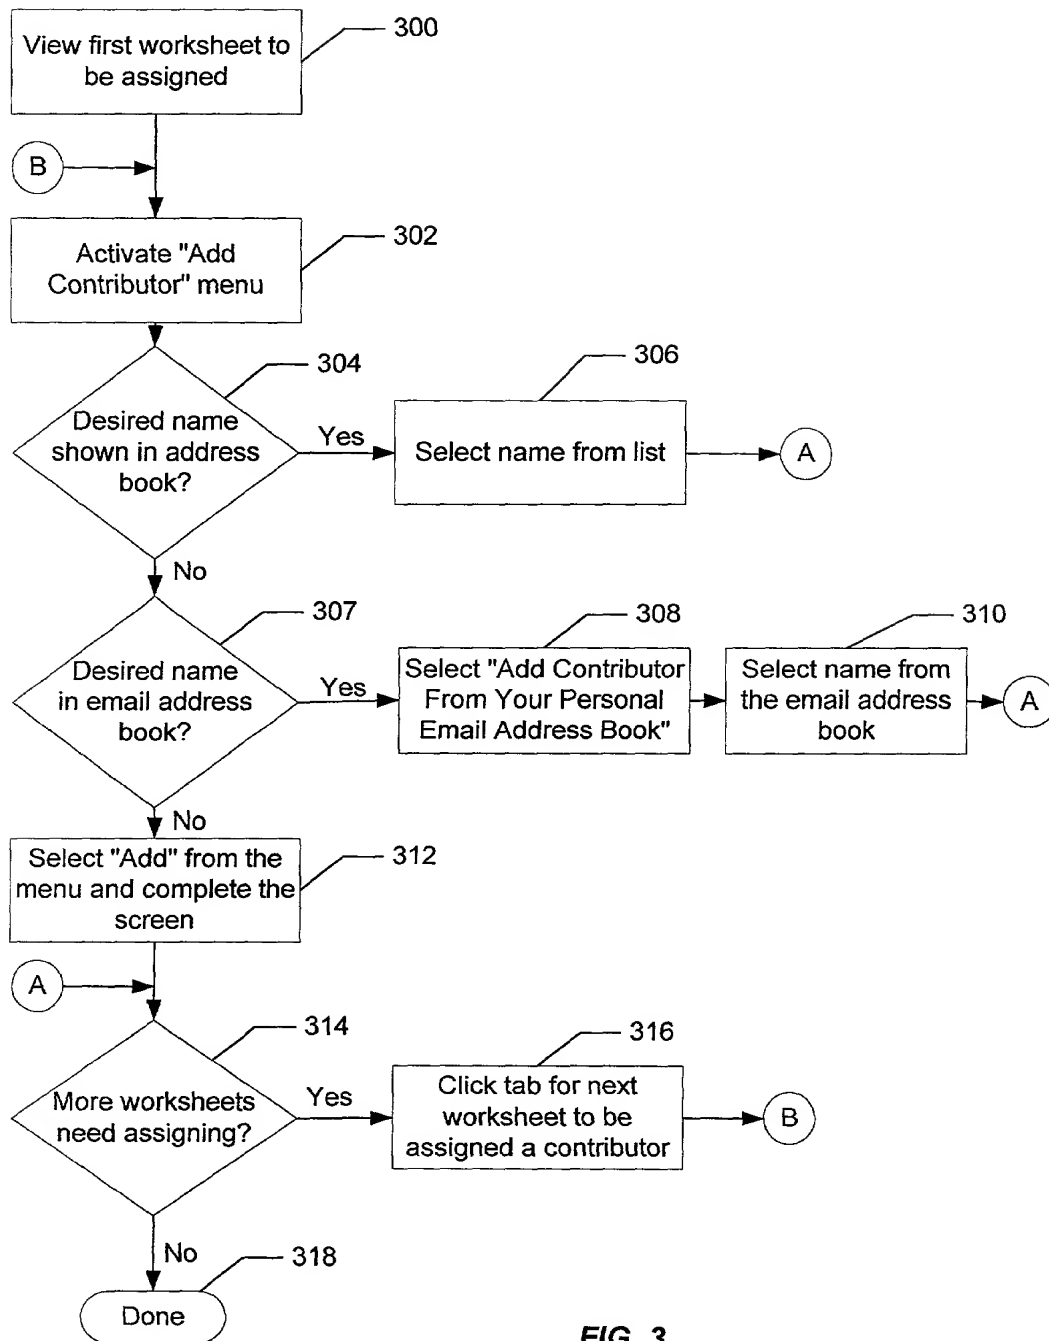 View first worksheet to
be assigned
300
B
Activate "Add
Contributor" menu
302
304
Desired name
shown in address
book?
Yes
306
Select name from list
A
No
307
Desired name
in email address
book?
Yes
308
Select "Add Contributor
From Your Personal
Email Address Book"
310
Select name from
the email address
book
A
No
Select "Add" from the
menu and complete the
screen
312
A
314
More worksheets
need assigning?
Yes
316
Click tab for next
worksheet to be
assigned a contributor
B
No
318
Done
FIG. 3